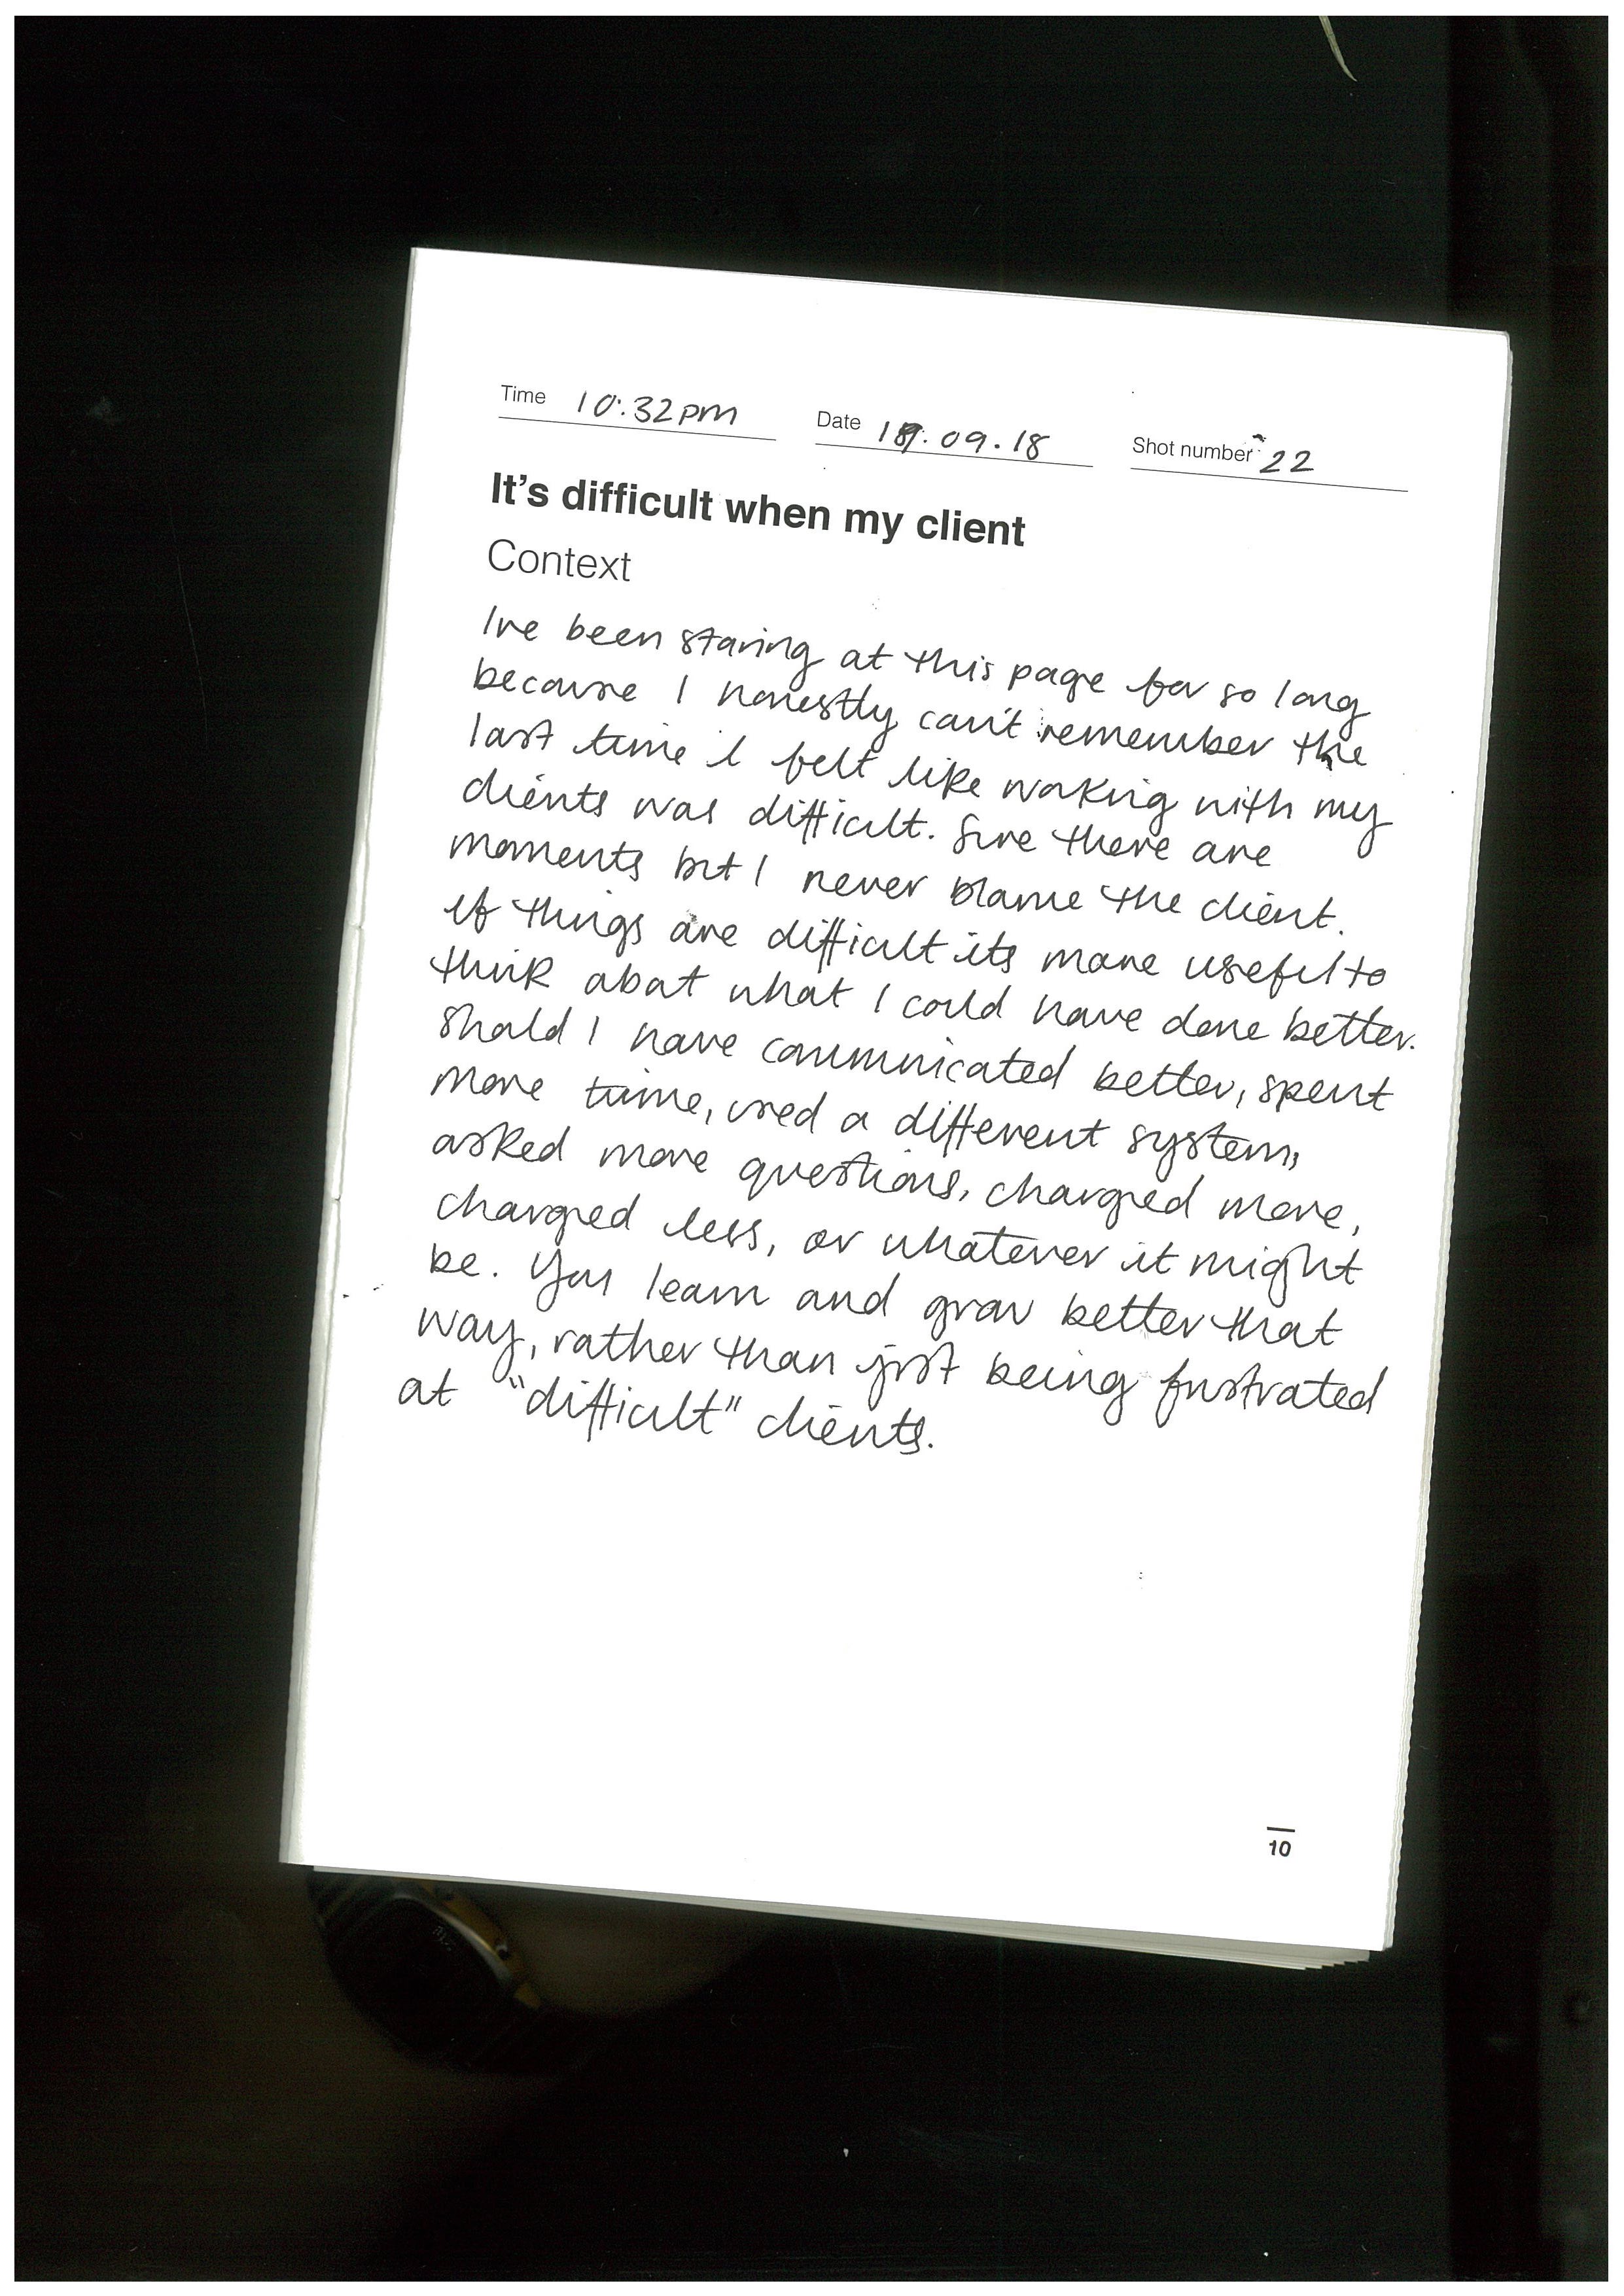 Time 10:32pm Date 19.09.18 Shot number 22
It's difficult when my client
Context
I've been staring at this page for so long
because I honestly can't remember the
last time I felt like working with my
clients was difficult. Sure there are
moments but I never blame the client.
If things are difficult its more useful to
think about what I could have done better.
Should I have communicated better, spent
more time, used a different system,
asked more questions, charged more,
charged less, or whatever it might
be. You learn and grow better that
way, rather than just being frustrated
at "difficult" clients.
10